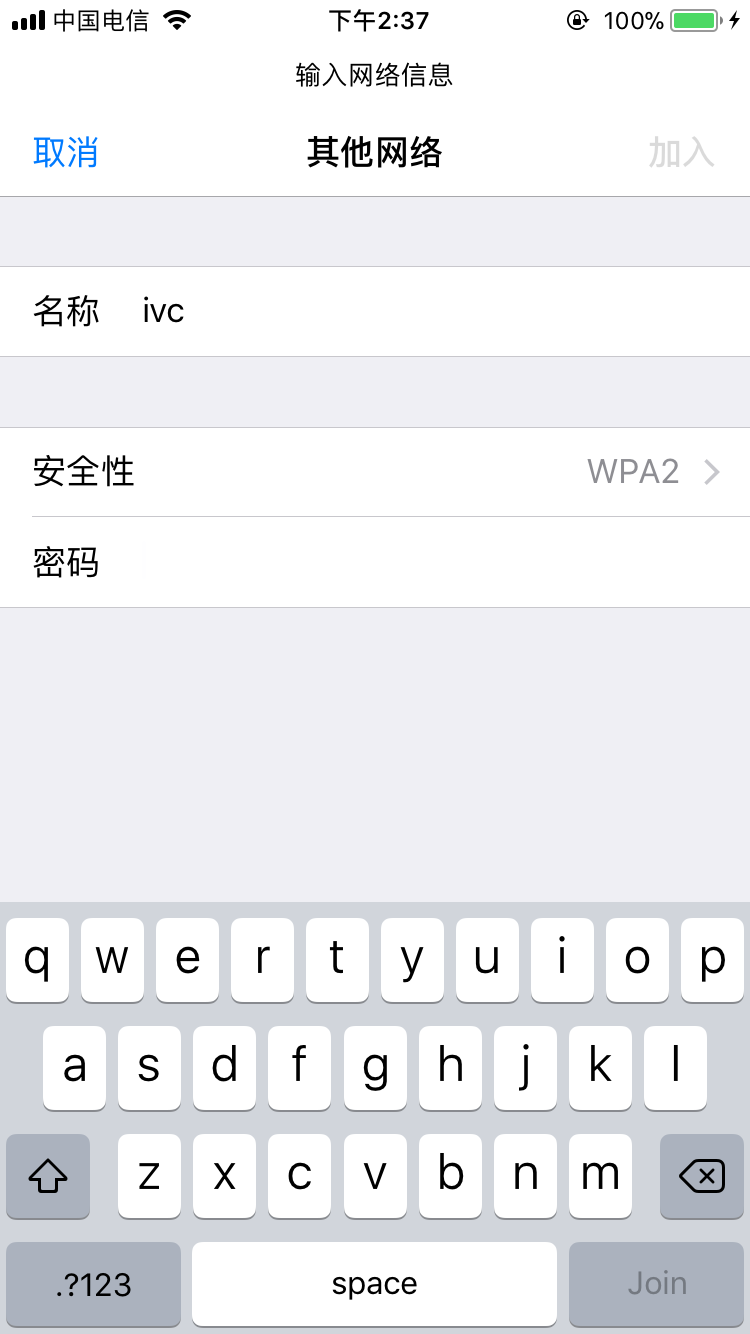 中国电信 下午2:37 100%
输入网络信息
取消 其他网络 加入
名称 ivc
安全性 WPA2
密码
q w e r t y u i o p
a s d f g h j k l
z x c v b n m
.?123 space Join